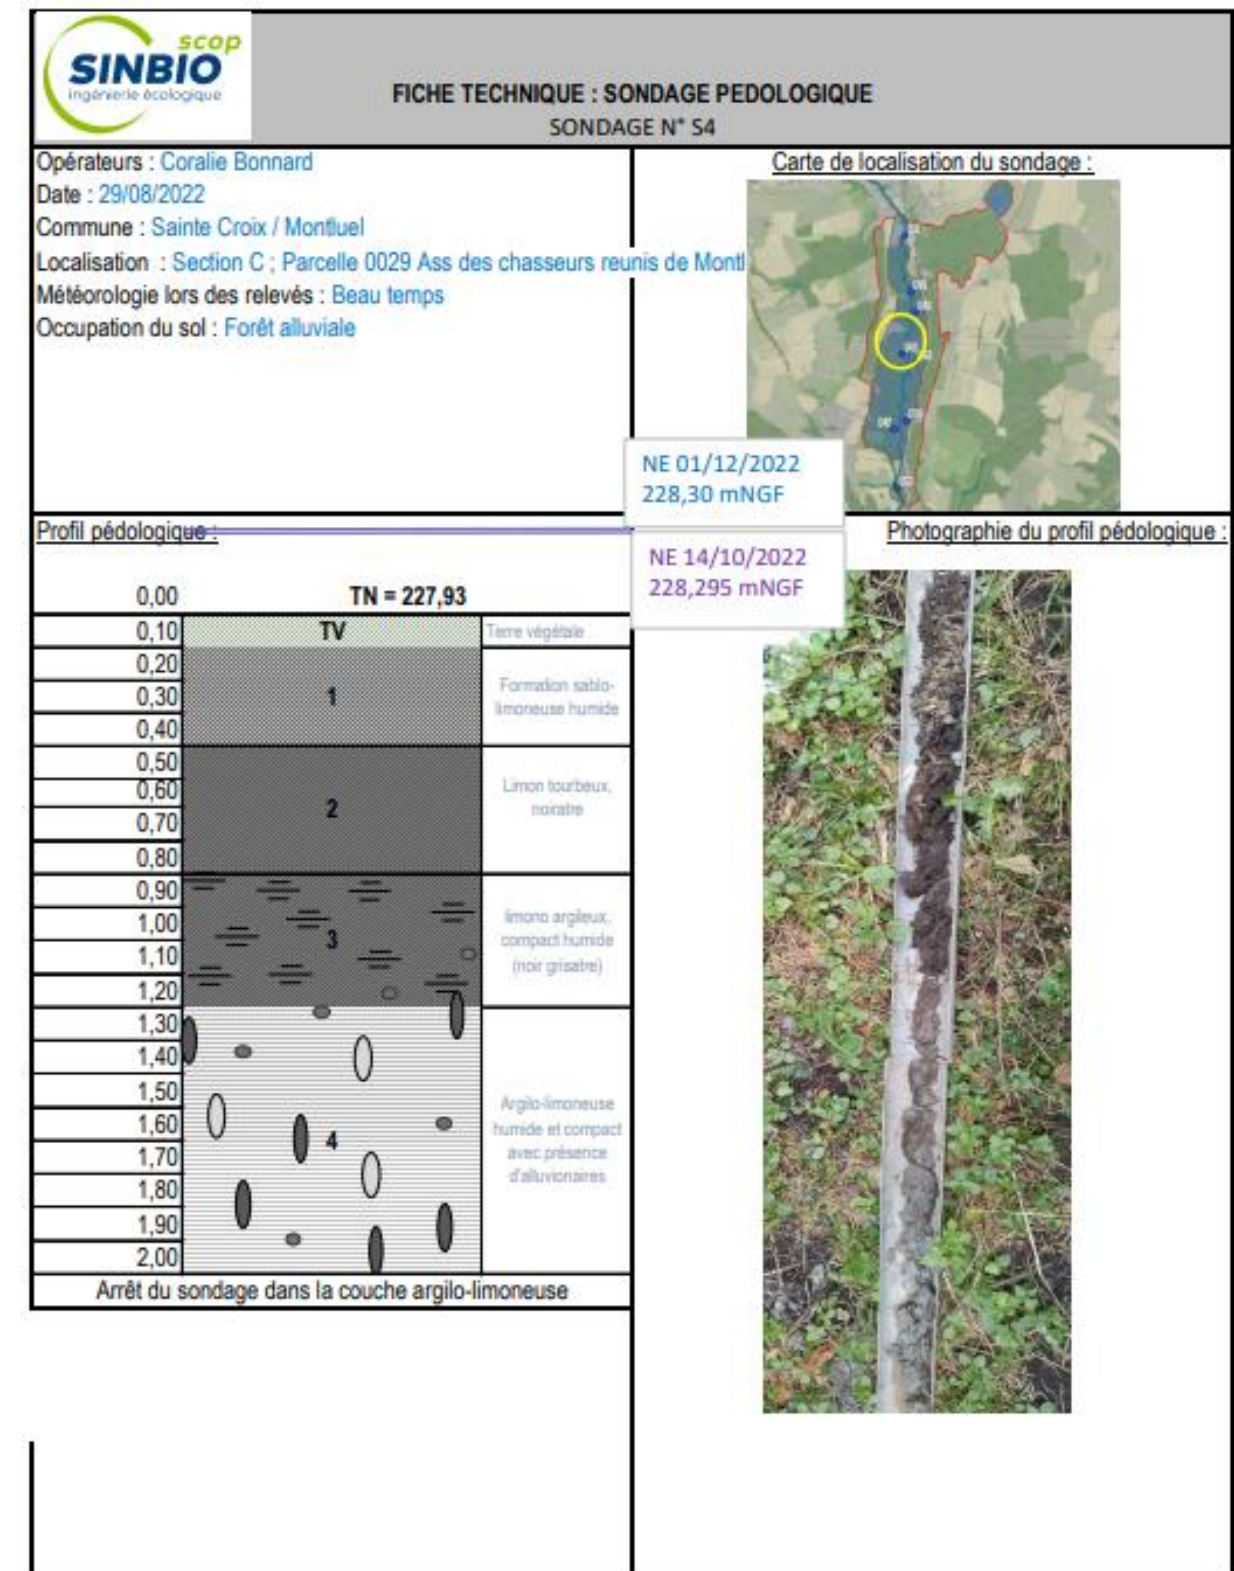 scop
SINBIO
ingénierie écologique
FICHE TECHNIQUE : SONDAGE PEDOLOGIQUE
SONDAGE N° S4
Opérateurs : Coralie Bonnard
Date : 29/08/2022
Commune : Sainte Croix / Montluel
Localisation : Section C ; Parcelle 0029 Ass des chasseurs reunis de Montl
Météorologie lors des relevés : Beau temps
Occupation du sol : Forêt alluviale
Carte de localisation du sondage :
NE 01/12/2022
228,30 mNGF
Profil pédologique :
NE 14/10/2022
228,295 mNGF
Photographie du profil pédologique :
0,00 TN = 227,93
0,10 TV Terre végétale
0,20
0,30 1 Formation sablo-
limoneuse humide
0,40
0,50
0,60 Limon tourbeux,
2 noiratre
0,70
0,80
0,90
1,00 limono argileux,
1,10 3 compact humide
(noir grisatre)
1,20
1,30
1,40
1,50
Argilo-limoneuse
1,60 4 humide et compact
1,70 avec présence
d'alluvionaires
1,80
1,90
2,00
Arrêt du sondage dans la couche argilo-limoneuse